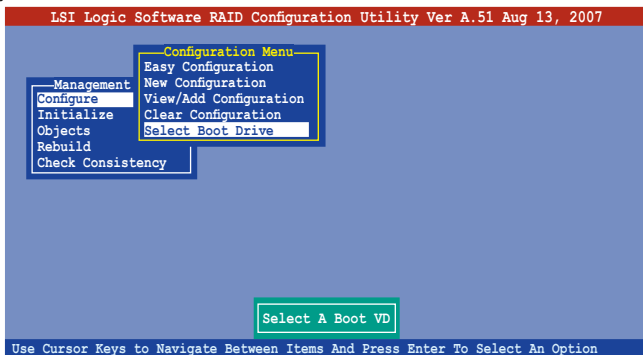 LSI Logic Software RAID Configuration Utility Ver A.51 Aug 13, 2007
Configuration Menu
Easy Configuration
New Configuration
View/Add Configuration
Clear Configuration
Select Boot Drive
Management
Configure
Initialize
Objects
Rebuild
Check Consistency
Select A Boot VD
Use Cursor Keys to Navigate Between Items And Press Enter To Select An Option